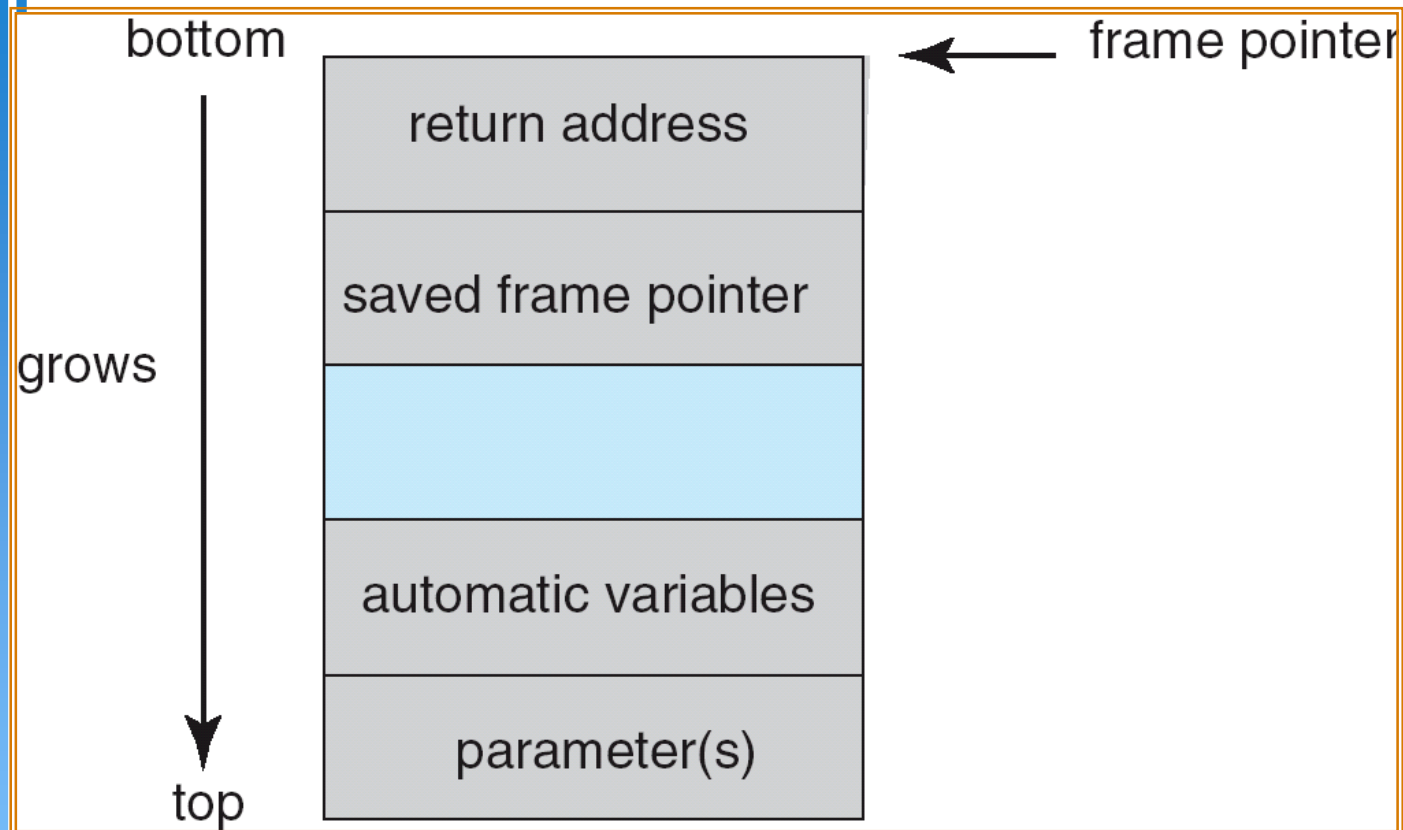 bottom
frame pointer
return address
saved frame pointer
grows
automatic variables
parameter(s)
top